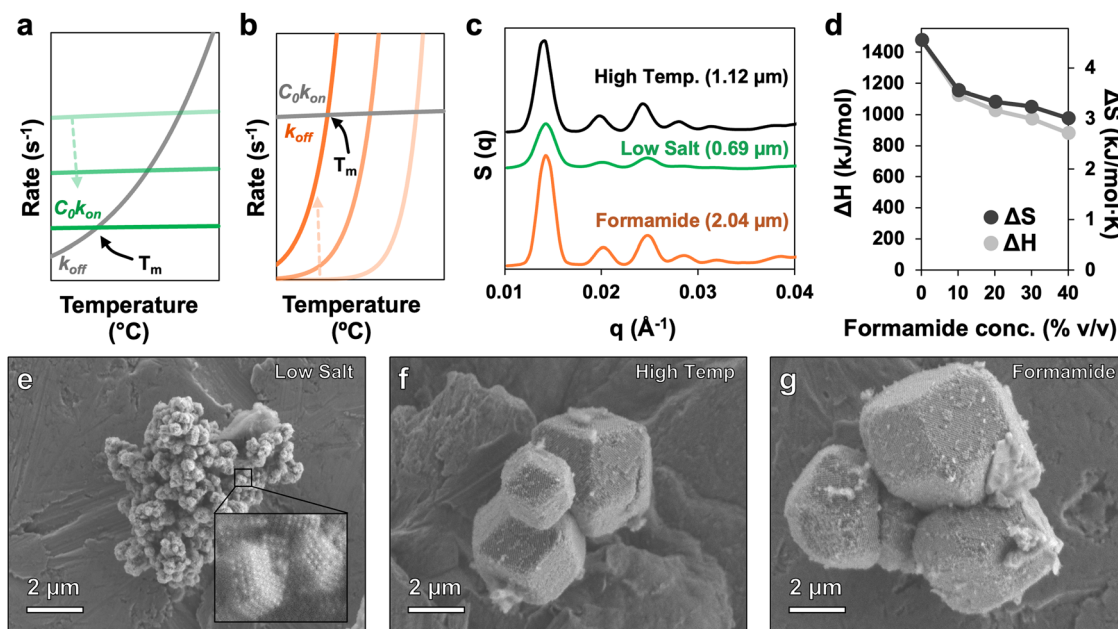 a
Rate (s⁻¹)
C₀kₒₙ
kₒff
Tₘ
Temperature
(°C)
b
Rate (s⁻¹)
C₀kₒₙ
kₒff
Tₘ
Temperature
(ºC)
c
S (q)
High Temp. (1.12 µm)
Low Salt (0.69 µm)
Formamide (2.04 µm)
0.01
0.02
0.03
0.04
q (Å⁻¹)
d
ΔH (kJ/mol)
1400
1200
1000
800
600
400
200
0
ΔS
ΔH
4
3
2
1
0
ΔS (kJ/mol·K)
0
10
20
30
40
Formamide conc. (% v/v)
e
Low Salt
2 µm
f
High Temp
2 µm
g
Formamide
2 µm